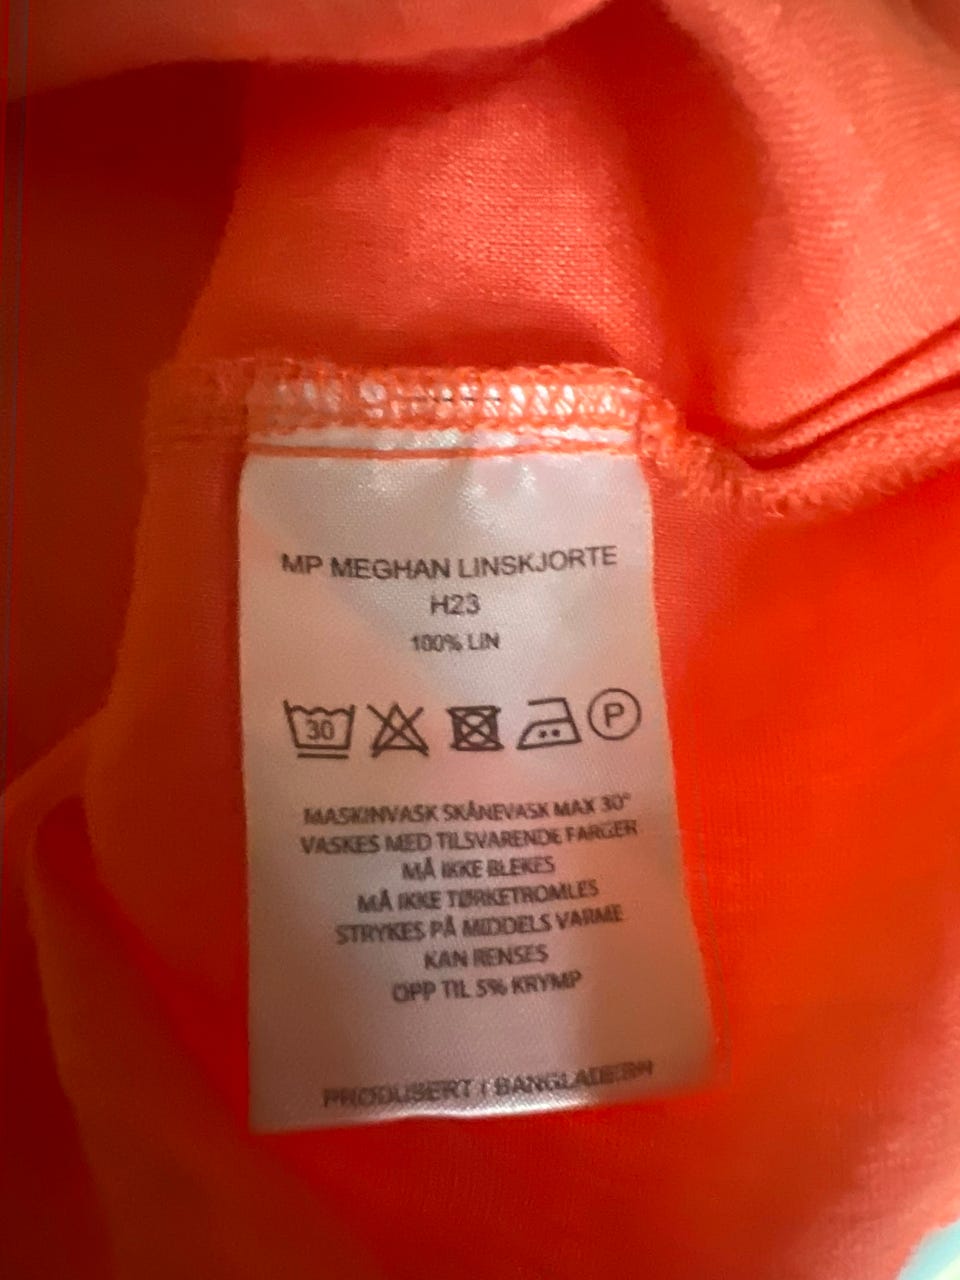 MP MEGHAN LINSKJORTE
H23
100% LIN
30 P
MASKINVASK SKÅNEVASK MAX 30°
VASKES MED TILSVARENDE FARGER
MÅ IKKE BLEKES
MÅ IKKE TØRKETROMLES
STRYKES PÅ MIDDELS VARME
KAN RENSES
OPP TIL 5% KRYMP
PRODUSERT I BANGLADESH